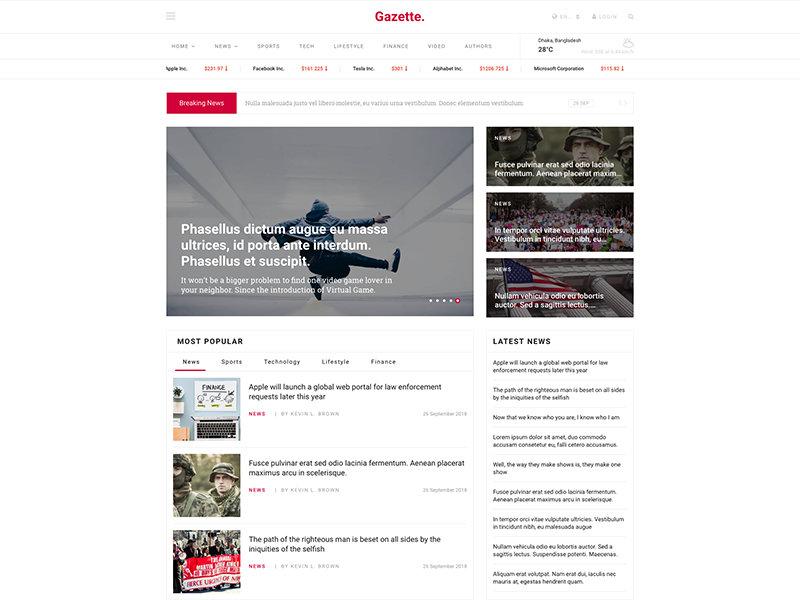 Gazette.
EN..
LOGIN
HOME
NEWS
SPORTS
TECH
LIFESTYLE
FINANCE
VIDEO
AUTHORS
Dhaka, Bangladesh
28°C
Apple Inc. $231.97
Facebook Inc. $161.225
Tesla Inc. $301
Alphabet Inc. $1206.725
Microsoft Corporation $115.82
Breaking News
Nulla malesuada justo vel libero molestie, eu varius urna vestibulum. Donec elementum vestibulum.
26 SEP
Phasellus dictum augue eu massa
ultrices, id porta ante interdum.
Phasellus et suscipit.
It won't be a bigger problem to find one video game lover in
your neighbor. Since the introduction of Virtual Game.
NEWS
Fusce pulvinar erat sed odio lacinia
fermentum. Aenean placerat maxim...
NEWS
In tempor orci vitae vulputate ultricies.
Vestibulum in tincidunt nibh, eu...
NEWS
Nullam vehicula odio eu lobortis
auctor. Sed a sagittis lectus....
MOST POPULAR
News
Sports
Technology
Lifestyle
Finance
FINANCE
Apple will launch a global web portal for law enforcement
requests later this year
NEWS | BY KEVIN L. BROWN 26 September 2018
Fusce pulvinar erat sed odio lacinia fermentum. Aenean placerat
maximus arcu in scelerisque.
NEWS | BY KEVIN L. BROWN 26 September 2018
The path of the righteous man is beset on all sides by the
iniquities of the selfish
NEWS | BY KEVIN L. BROWN 26 September 2018
LATEST NEWS
Apple will launch a global web portal for law
enforcement requests later this year
The path of the righteous man is beset on all sides
by the iniquities of the selfish
Now that we know who you are, I know who I am
Lorem ipsum dolor sit amet, duo commodo
accusam consetetur eu, falli cetero accusamus.
Well, the way they make shows is, they make one
show
Fusce pulvinar erat sed odio lacinia fermentum.
Aenean placerat maximus arcu in scelerisque.
In tempor orci vitae vulputate ultricies. Vestibulum
in tincidunt nibh, eu malesuada augue
Nullam vehicula odio eu lobortis auctor. Sed a
sagittis lectus. Suspendisse potenti. Maecenas.
Aliquam erat volutpat. Nam erat dui, iaculis nec
mauris at, egestas hendrerit quam.